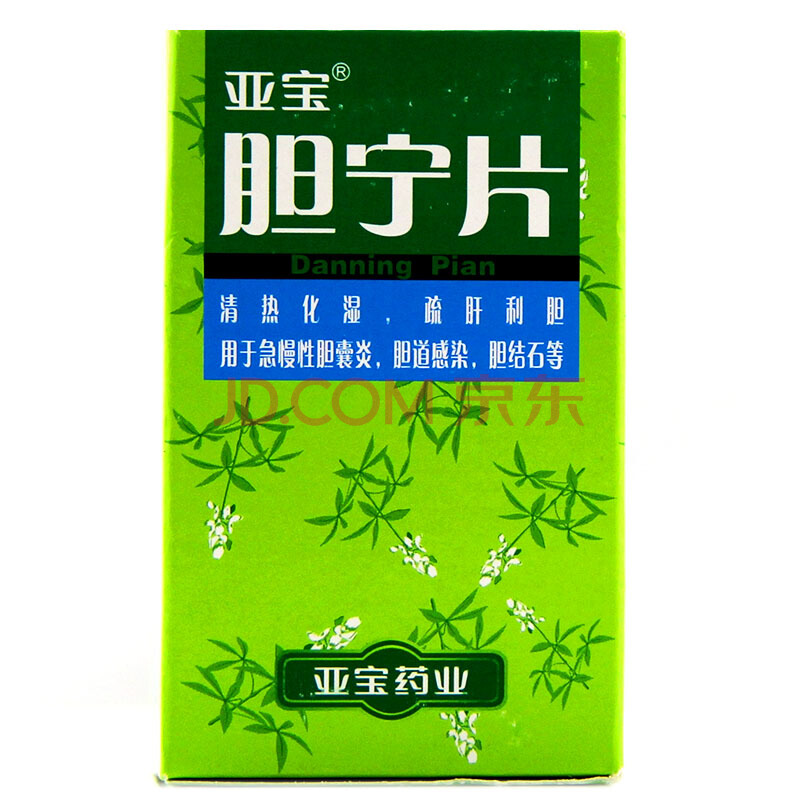 亚宝®
胆宁片
Danning Pian
清热化湿，疏肝利胆
用于急慢性胆囊炎，胆道感染，胆结石等
JD.COM 京东
亚宝药业